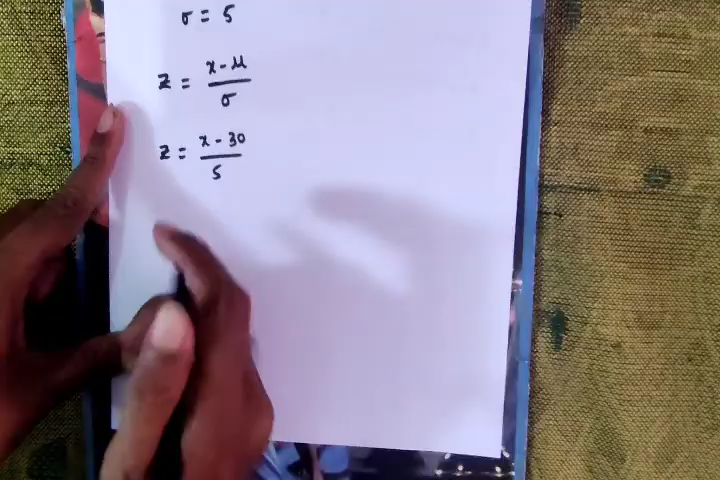 σ = 5
z = x - μ / σ
z = x - 30 / 5